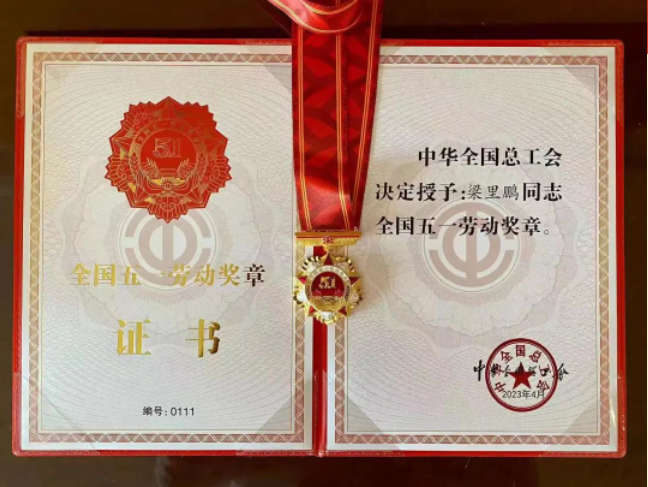 51
全国五一劳动奖章
证书
编号:0111
51
中华全国总工会
决定授予:梁里鹏同志
全国五一劳动奖章。
中华全国总工会
2023年4月